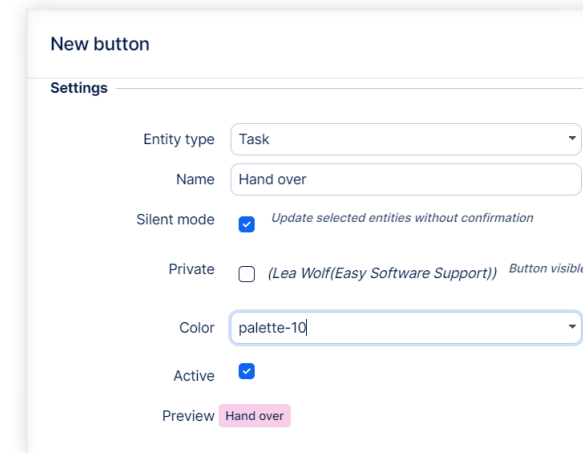 New button
Settings
Entity type Task
Name Hand over
Silent mode Update selected entities without confirmation
Private (Lea Wolf(Easy Software Support)) Button visible
Color palette-10
Active
Preview Hand over